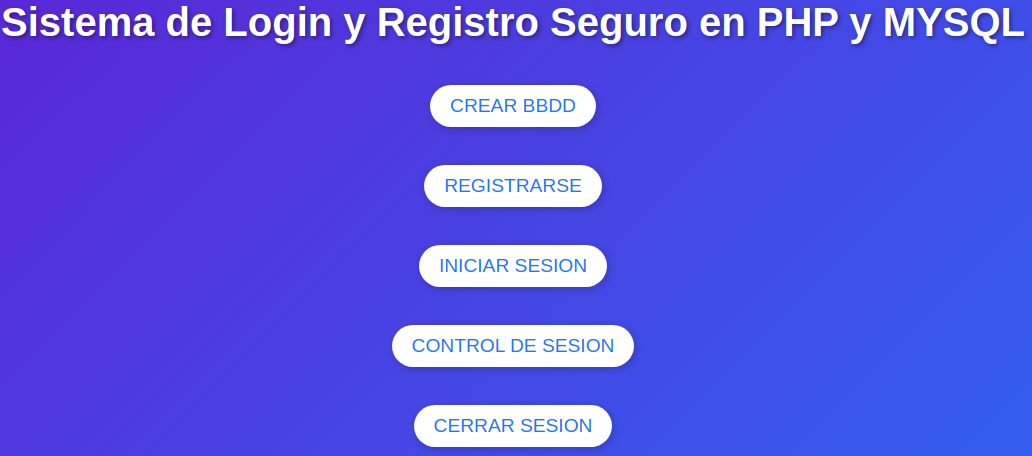 Sistema de Login y Registro Seguro en PHP y MYSQL
CREAR BBDD
REGISTRARSE
INICIAR SESION
CONTROL DE SESION
CERRAR SESION